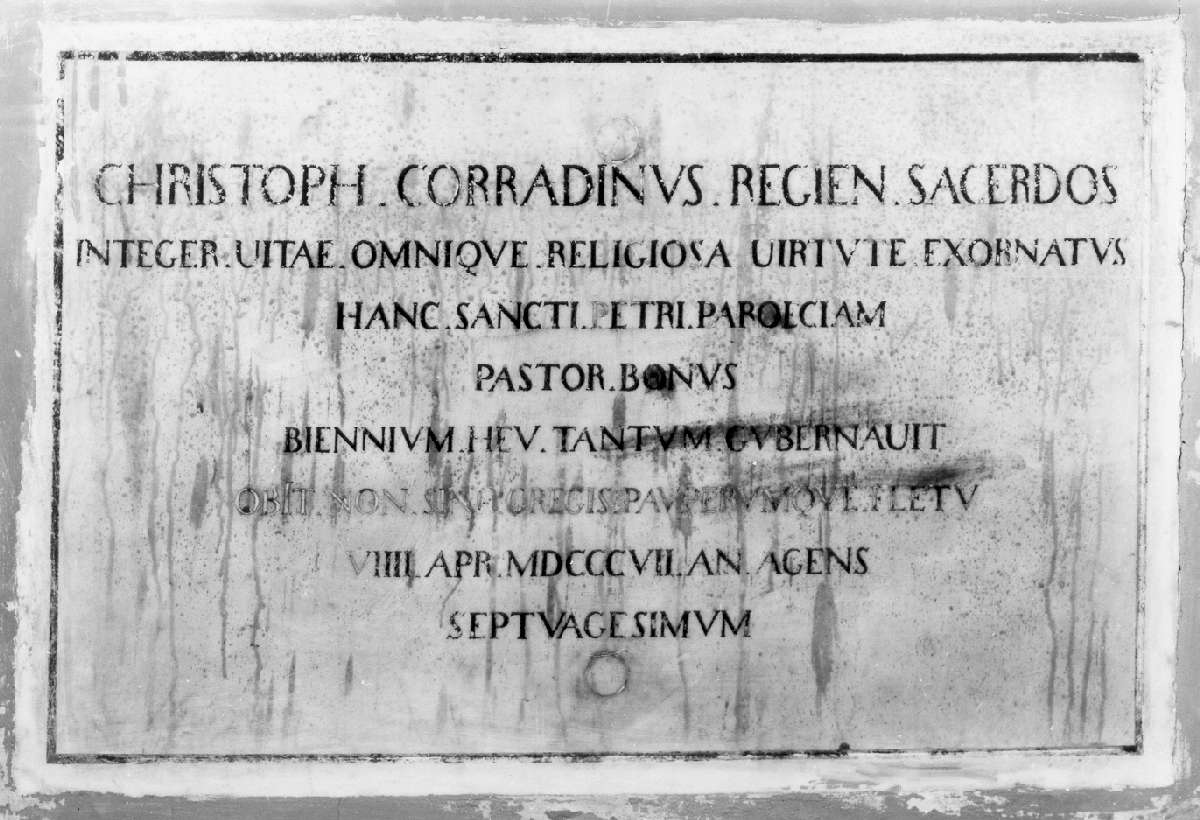 CHRISTOPH. CORRADINVS. REGIEN. SACERDOS
INTEGER. UITAE. OMNIQVE. RELIGIOSA UIRTVTE. EXORNATVS
HANC. SANCTI. PETRI. PAROECIAM
PASTOR. BONVS
BIENNIVM. HEV. TANTVM. GVBERNAUIT
OBIIT. NON. SINE. GREGIS. PAVPERVMQVE. FLETV
VIIII. APR. MDCCCVII. AN. AGENS
SEPTVAGESIMVM